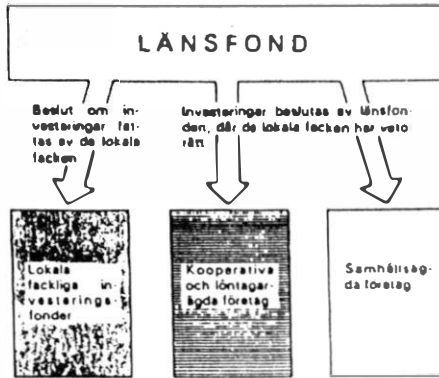 LÄNSFOND
Beslut om in-
vesteringar fat-
tas av de lokala
facken
Investeringar beslutas av länsfon-
den, där de lokala facken har veto
rätt
Lokala
fackliga in-
vesterings-
fonder
Kooperativa
och löntagar-
ägda företag
Samhällsäg-
da företag